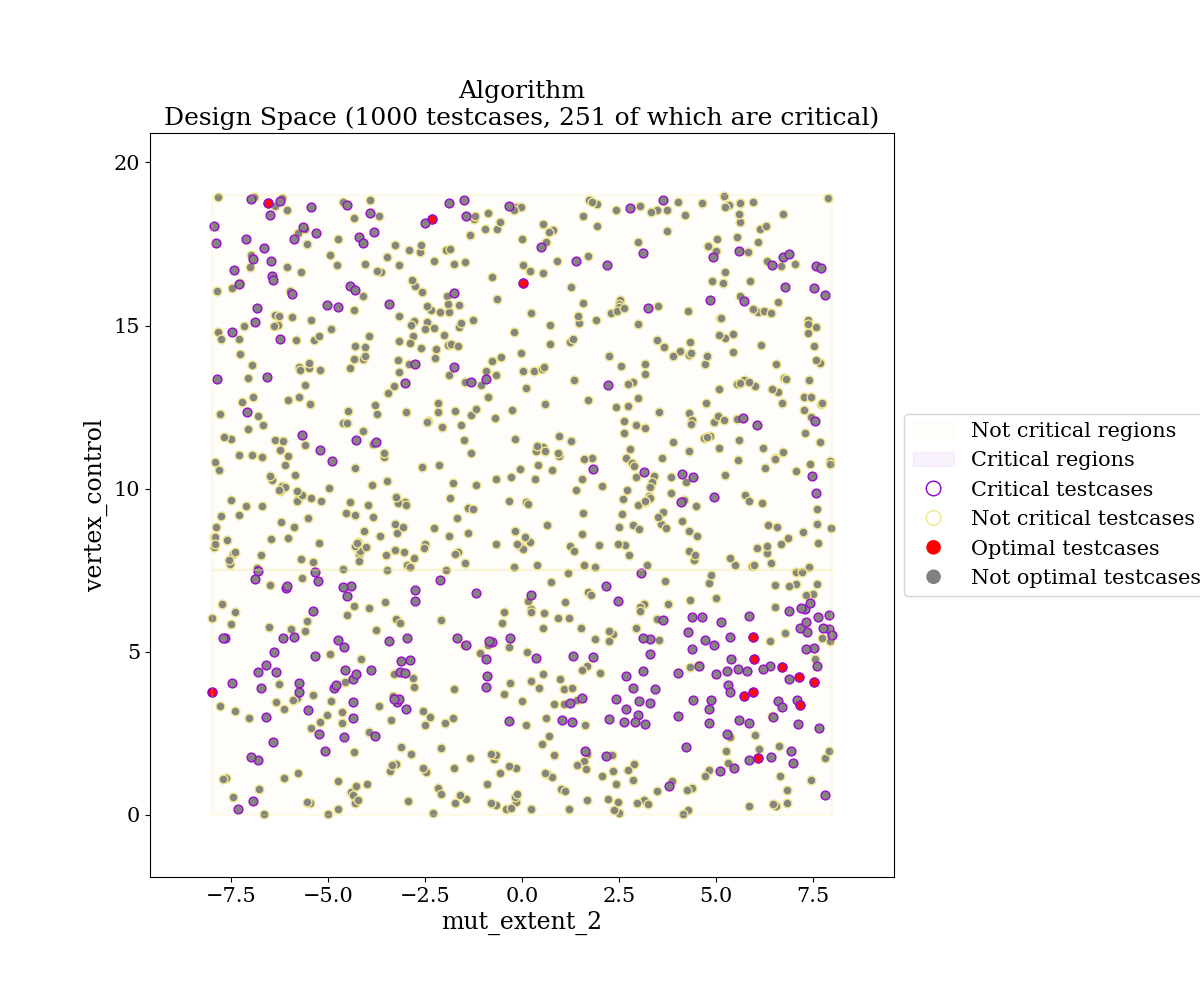 Algorithm
Design Space (1000 testcases, 251 of which are critical)
20
15
10
5
0
vertex_control
−7.5
−5.0
−2.5
0.0
2.5
5.0
7.5
mut_extent_2
Not critical regions
Critical regions
Critical testcases
Not critical testcases
Optimal testcases
Not optimal testcases